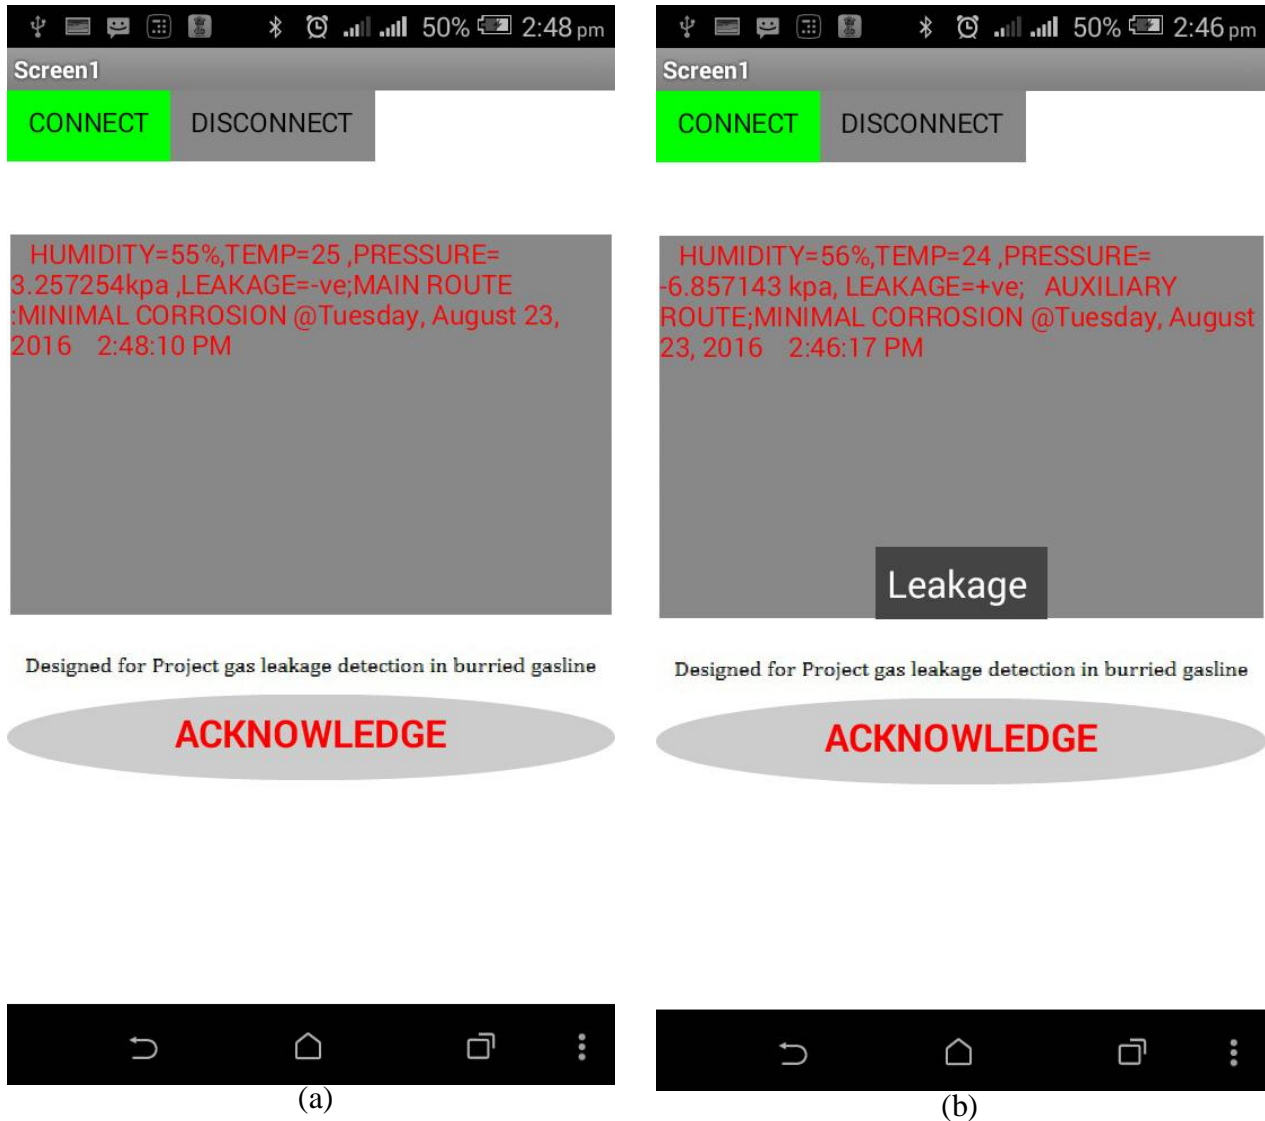 50% 2:48 pm
Screen1
CONNECT DISCONNECT
HUMIDITY=55%,TEMP=25 ,PRESSURE=
3.257254kpa ,LEAKAGE=-ve;MAIN ROUTE
:MINIMAL CORROSION @Tuesday, August 23,
2016 2:48:10 PM
Designed for Project gas leakage detection in burried gasline
ACKNOWLEDGE
(a)
50% 2:46 pm
Screen1
CONNECT DISCONNECT
HUMIDITY=56%,TEMP=24 ,PRESSURE=
-6.857143 kpa, LEAKAGE=+ve; AUXILIARY
ROUTE;MINIMAL CORROSION @Tuesday, August
23, 2016 2:46:17 PM
Leakage
Designed for Project gas leakage detection in burried gasline
ACKNOWLEDGE
(b)